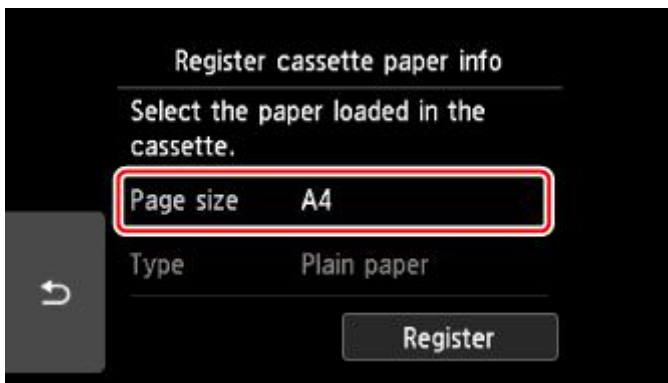 Register cassette paper info
Select the paper loaded in the
cassette.
Page size A4
Type Plain paper
Register